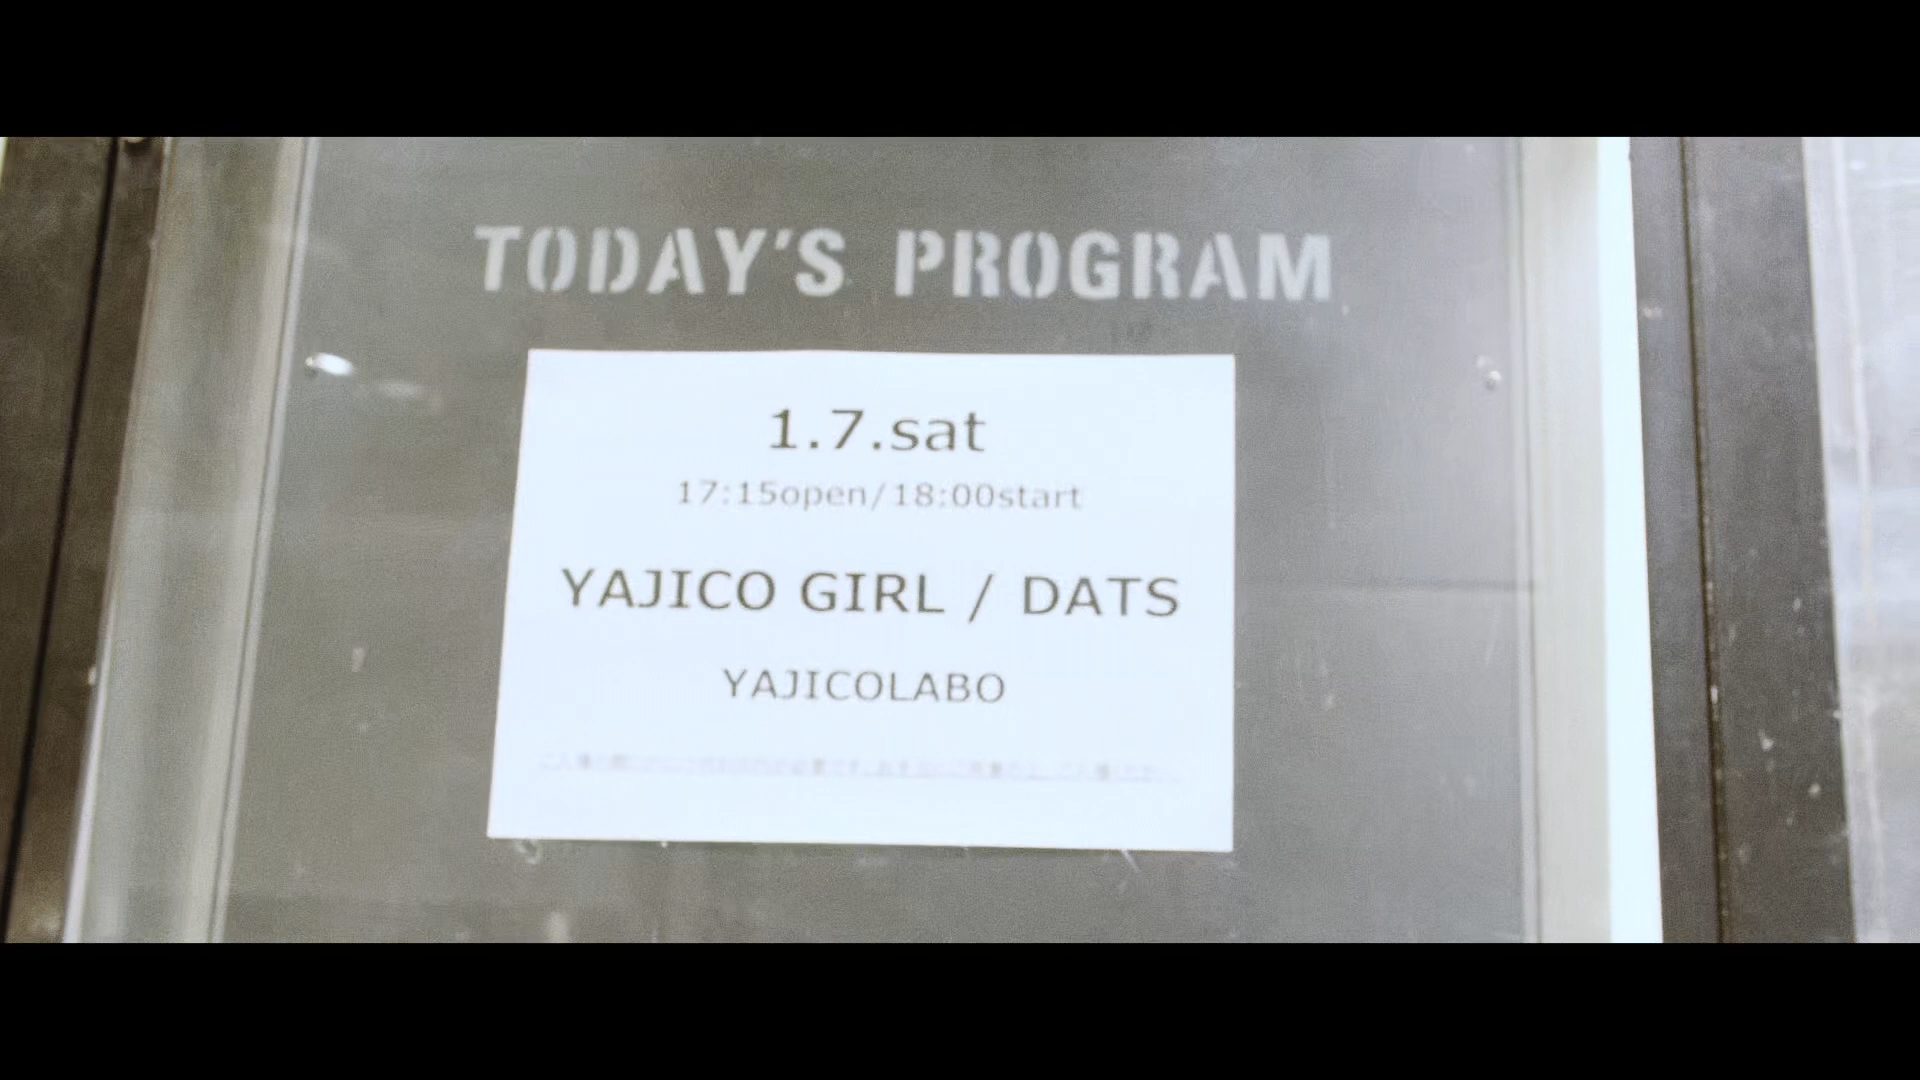 TODAY'S PROGRAM
1.7.sat
17:15open/18:00start
YAJICO GIRL / DATS
YAJICOLABO